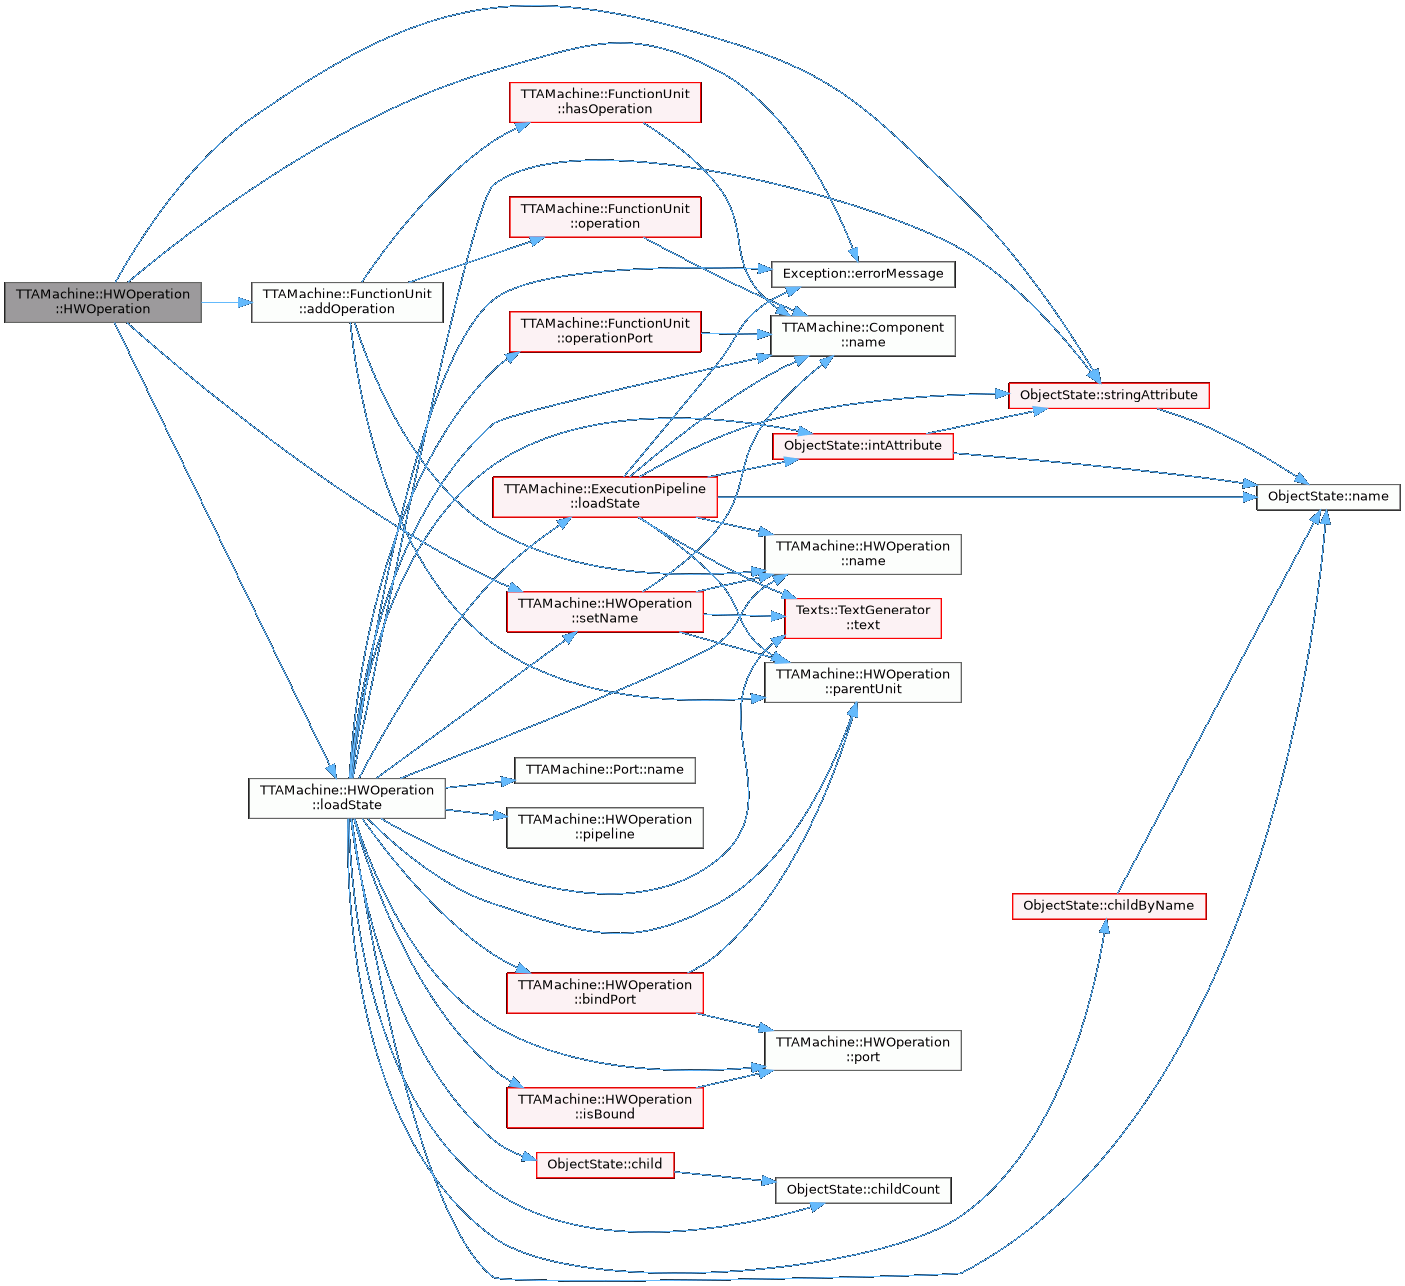 TTAMachine::HWOperation
::HWOperation
TTAMachine::FunctionUnit
::addOperation
TTAMachine::HWOperation
::loadState
TTAMachine::FunctionUnit
::hasOperation
TTAMachine::FunctionUnit
::operation
TTAMachine::FunctionUnit
::operationPort
TTAMachine::ExecutionPipeline
::loadState
TTAMachine::HWOperation
::setName
TTAMachine::Port::name
TTAMachine::HWOperation
::pipeline
TTAMachine::HWOperation
::bindPort
TTAMachine::HWOperation
::isBound
ObjectState::child
Exception::errorMessage
TTAMachine::Component
::name
ObjectState::intAttribute
TTAMachine::HWOperation
::name
Texts::TextGenerator
::text
TTAMachine::HWOperation
::parentUnit
TTAMachine::HWOperation
::port
ObjectState::childCount
ObjectState::stringAttribute
ObjectState::childByName
ObjectState::name